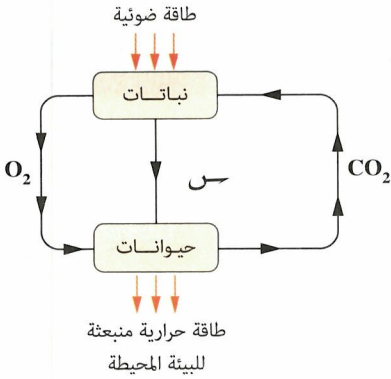 طاقة ضوئية
نباتات
O₂
س
CO₂
حيوانات
طاقة حرارية منبعثة
للبيئة المحيطة